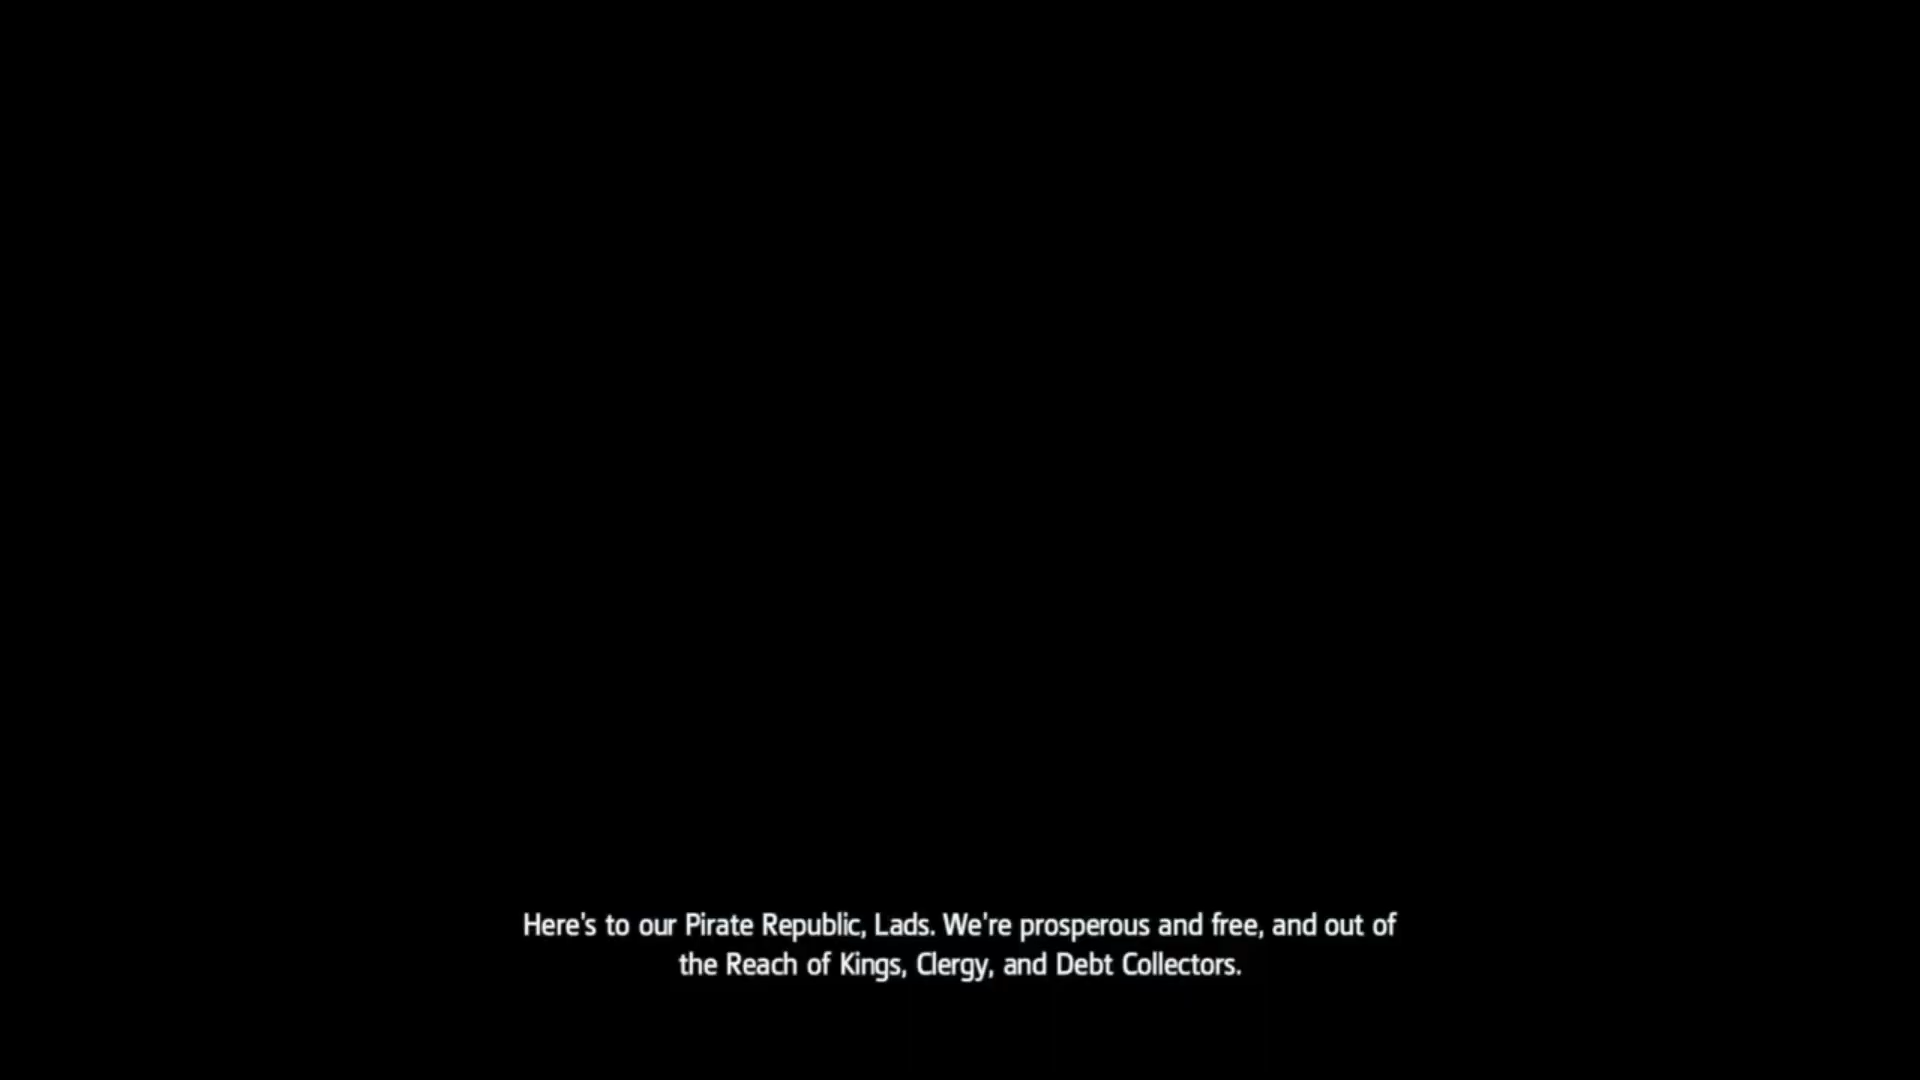 Here's to our Pirate Republic, Lads. We're prosperous and free, and out of
the Reach of Kings, Clergy, and Debt Collectors.